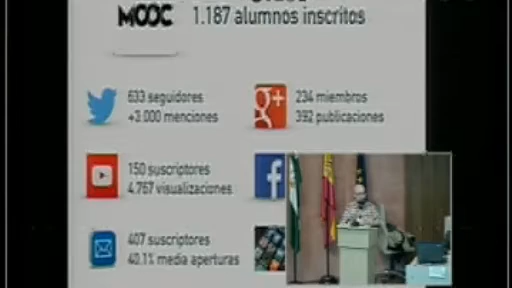 MOOC
1.187 alumnos inscritos
633 seguidores
+3.000 menciones
g+
234 miembros
392 publicaciones
150 suscriptores
4.767 visualizaciones
f
407 suscriptores
40.1% media aperturas